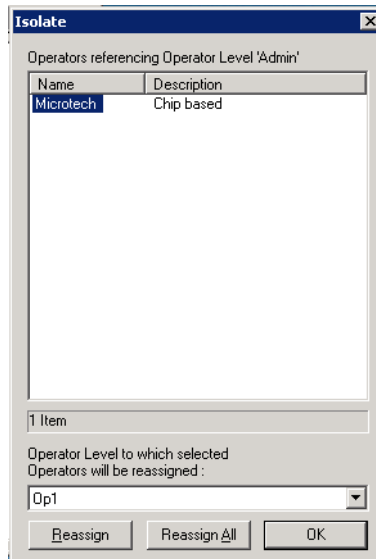 Isolate
Operators referencing Operator Level 'Admin'
Name Description
Microtech Chip based
1 Item
Operator Level to which selected
Operators will be reassigned :
Op1
Reassign Reassign All OK